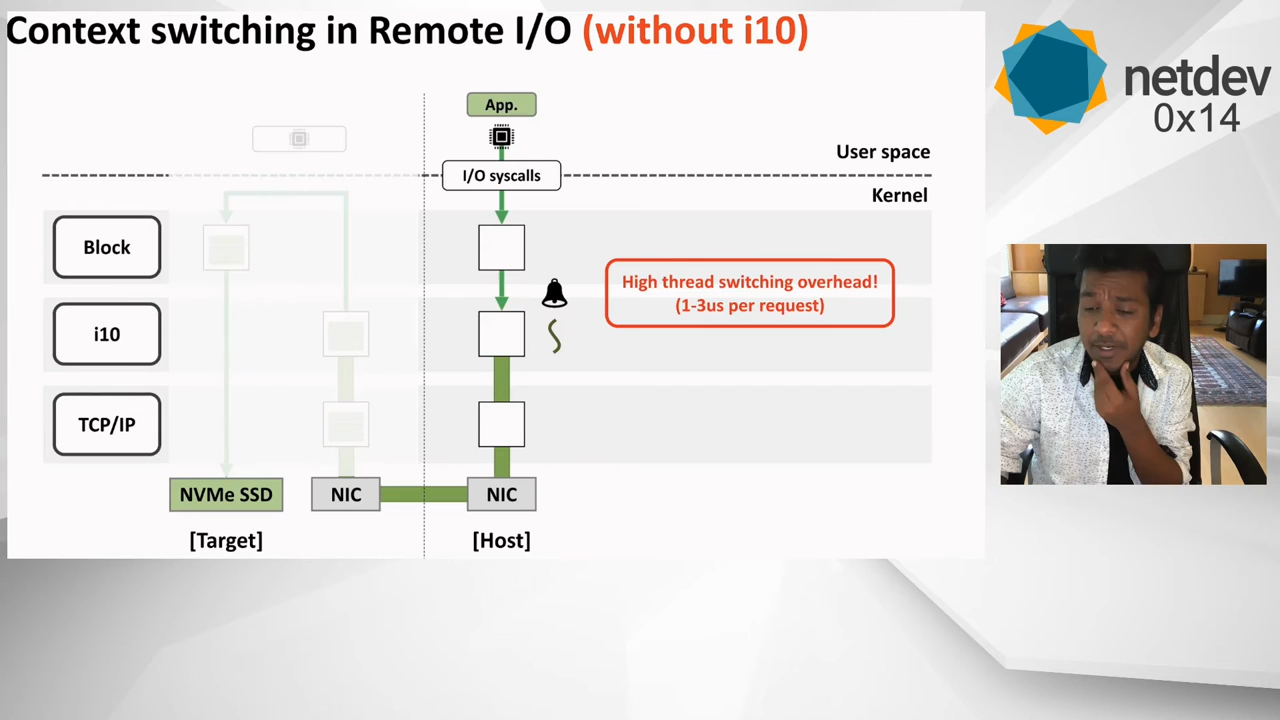 Context switching in Remote I/O (without i10)
netdev
0x14
App.
User space
I/O syscalls
Kernel
Block
High thread switching overhead!
(1-3us per request)
i10
TCP/IP
NVMe SSD
NIC
NIC
[Target]
[Host]